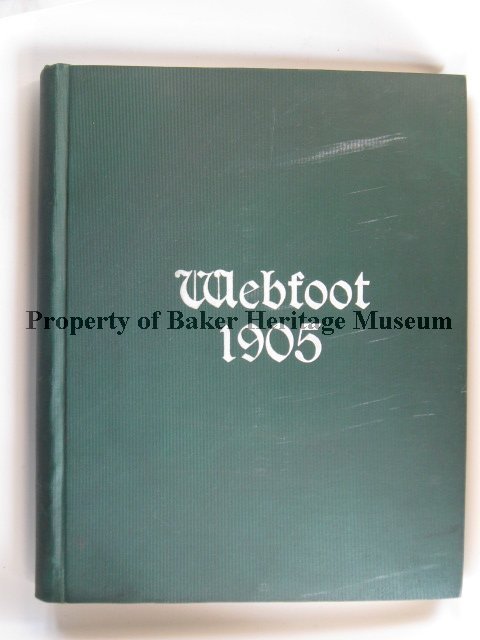 Webfoot
Property of Baker Heritage Museum
1905